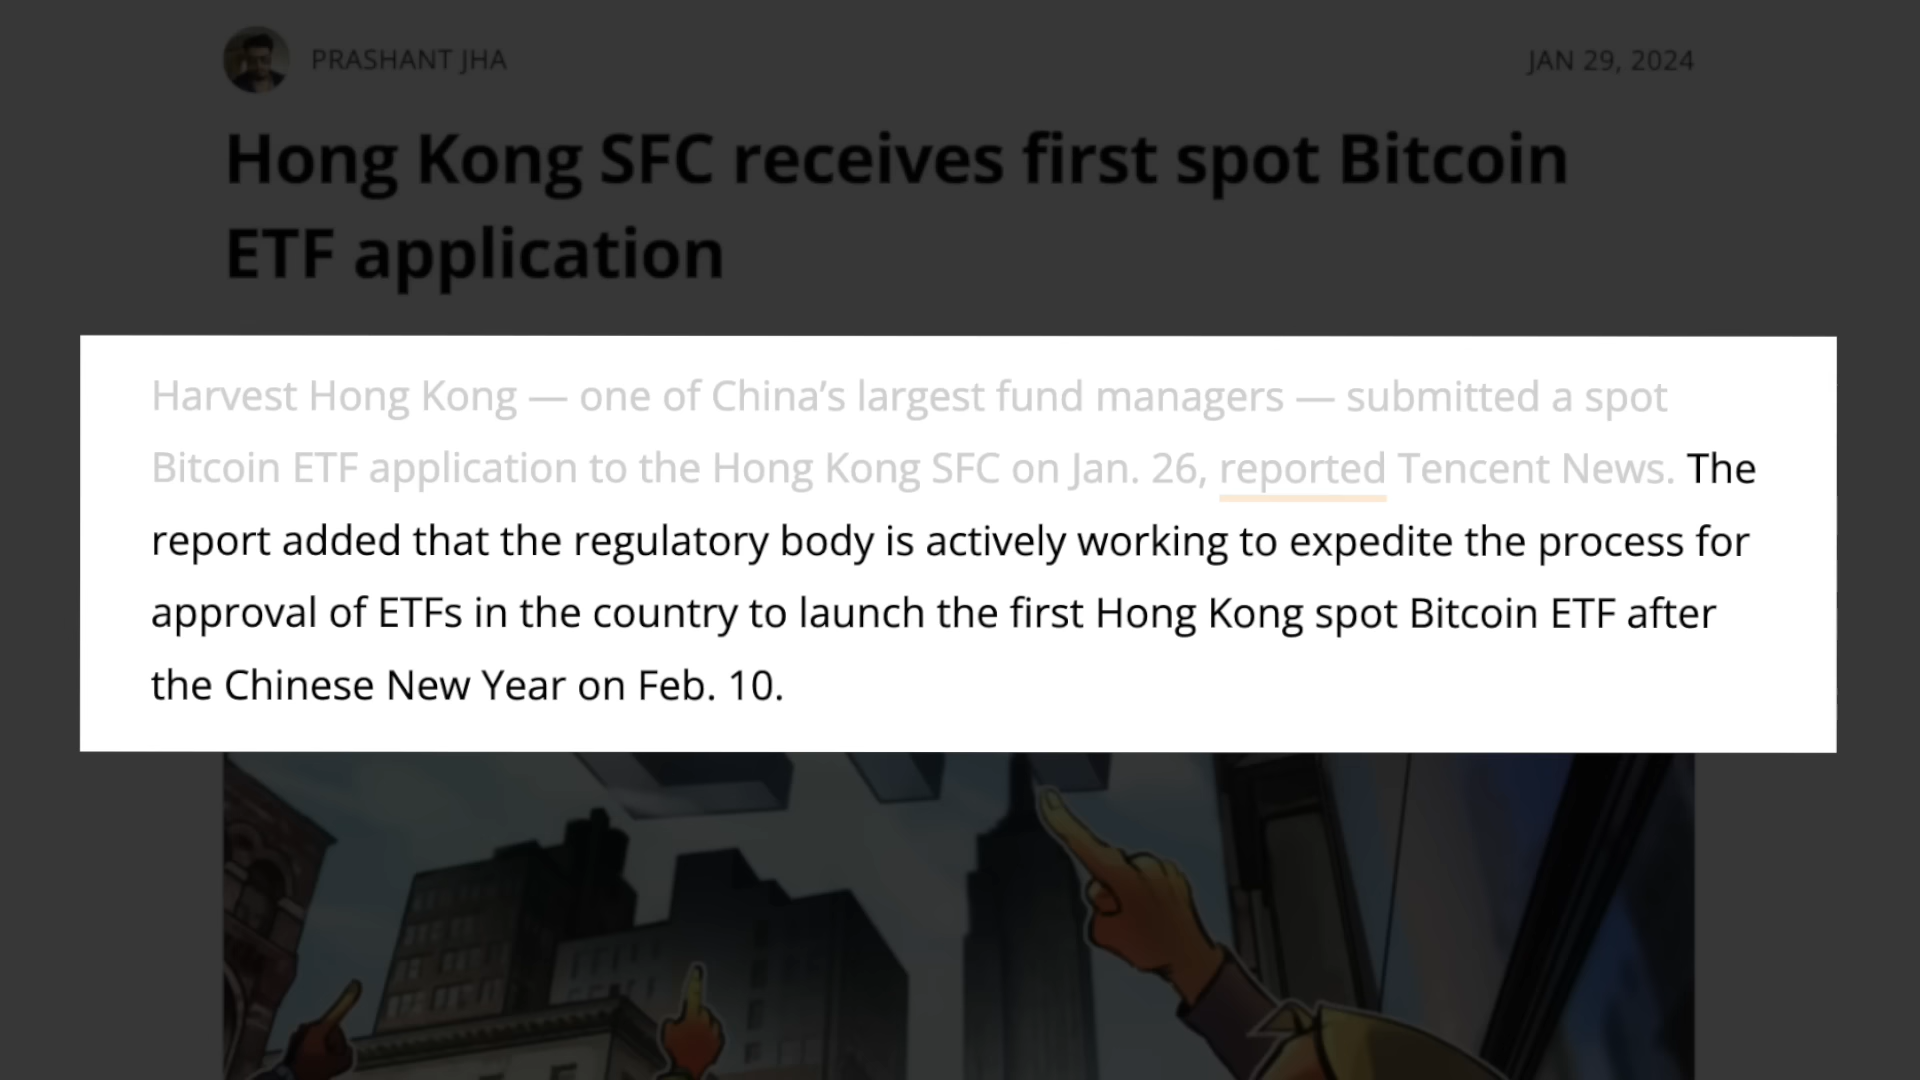 PRASHANT JHA
JAN 29, 2024
Hong Kong SFC receives first spot Bitcoin
ETF application
Harvest Hong Kong — one of China’s largest fund managers — submitted a spot
Bitcoin ETF application to the Hong Kong SFC on Jan. 26, reported Tencent News. The
report added that the regulatory body is actively working to expedite the process for
approval of ETFs in the country to launch the first Hong Kong spot Bitcoin ETF after
the Chinese New Year on Feb. 10.